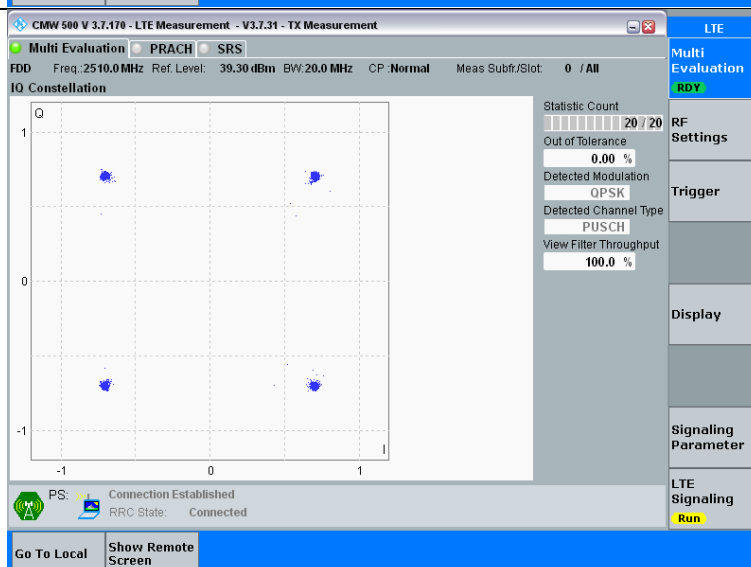 CMW 500 V 3.7.170 - LTE Measurement - V3.7.31 - TX Measurement
LTE
Multi Evaluation PRACH SRS
FDD Freq.:2510.0 MHz Ref. Level: 39.30 dBm BW:20.0 MHz CP :Normal Meas Subfr./Slot: 0 / All
IQ Constellation
Q
1
0
-1
I
-1 0 1
Statistic Count
20 / 20
Out of Tolerance
0.00 %
Detected Modulation
QPSK
Detected Channel Type
PUSCH
View Filter Throughput
100.0 %
Multi
Evaluation
RDY
RF
Settings
Trigger
Display
Signaling
Parameter
LTE
Signaling
Run
PS: Connection Established
RRC State: Connected
Go To Local
Show Remote
Screen